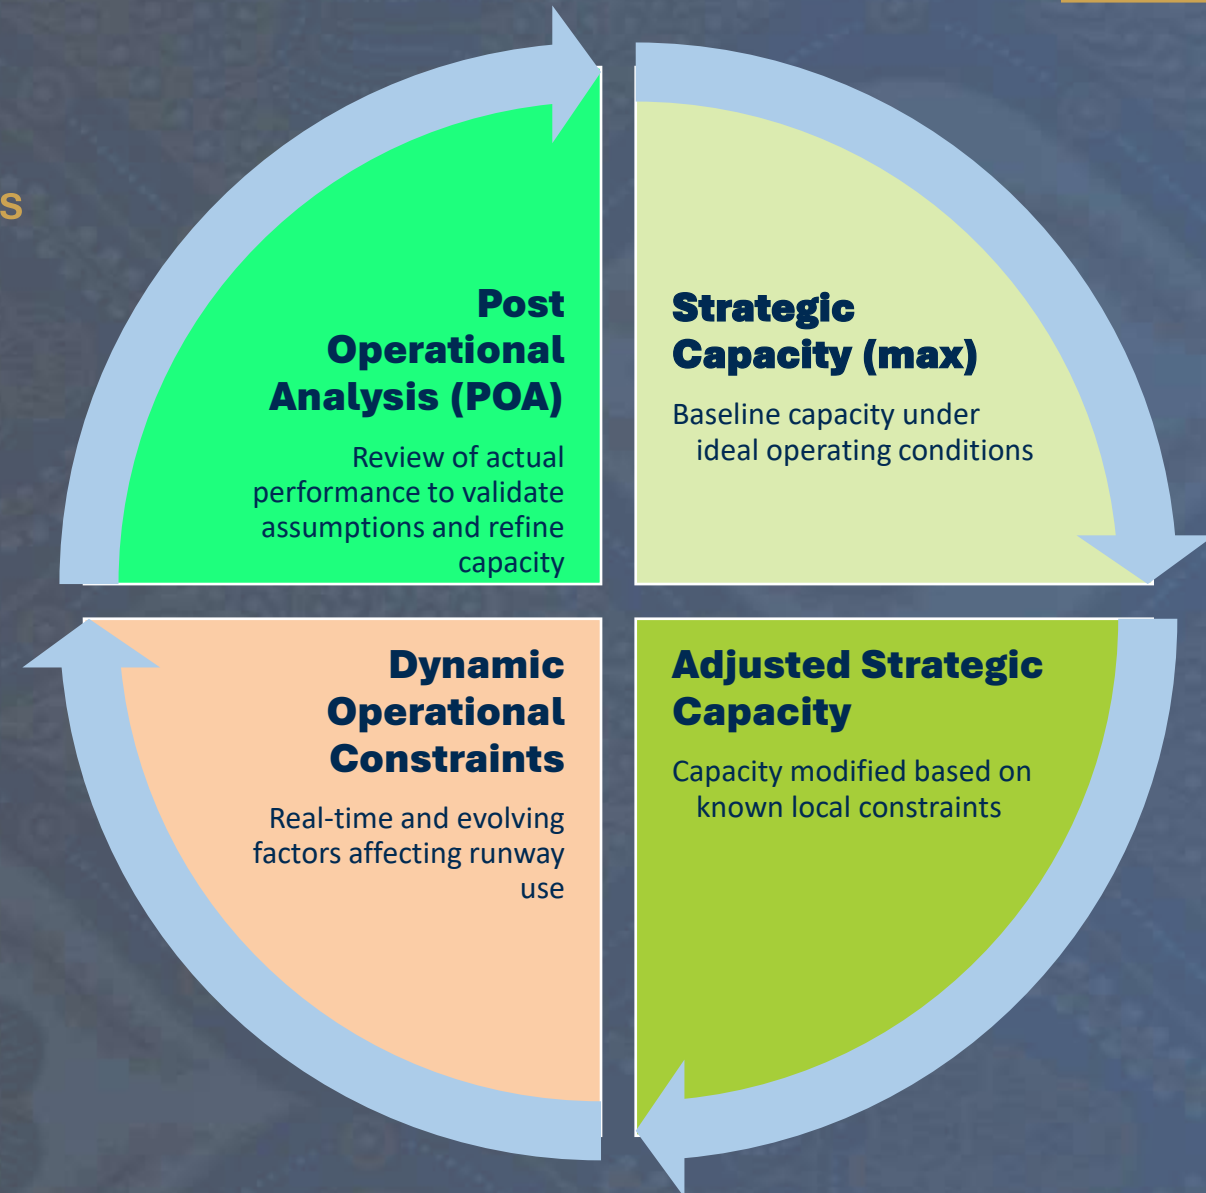 S
Post
Operational
Analysis (POA)
Review of actual
performance to validate
assumptions and refine
capacity
Strategic
Capacity (max)
Baseline capacity under
ideal operating conditions
Dynamic
Operational
Constraints
Real-time and evolving
factors affecting runway
use
Adjusted Strategic
Capacity
Capacity modified based on
known local constraints